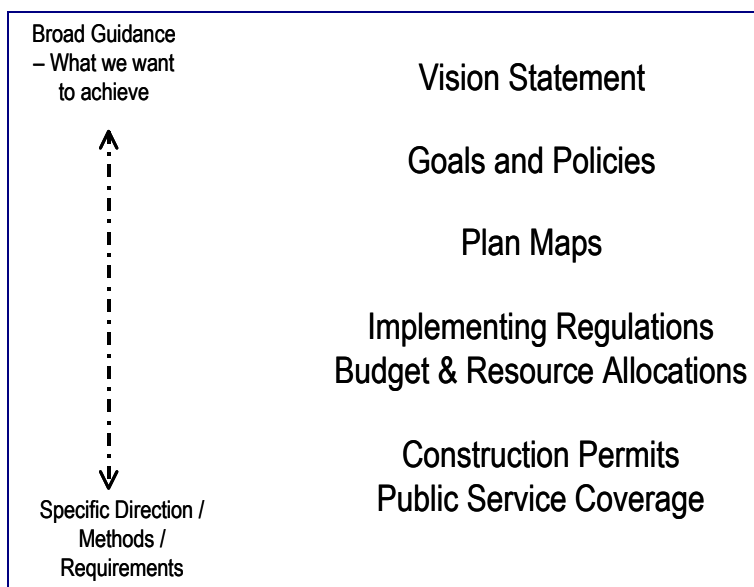 Broad Guidance
– What we want
to achieve
Vision Statement
Goals and Policies
Plan Maps
Implementing Regulations
Budget & Resource Allocations
Construction Permits
Public Service Coverage
Specific Direction /
Methods /
Requirements